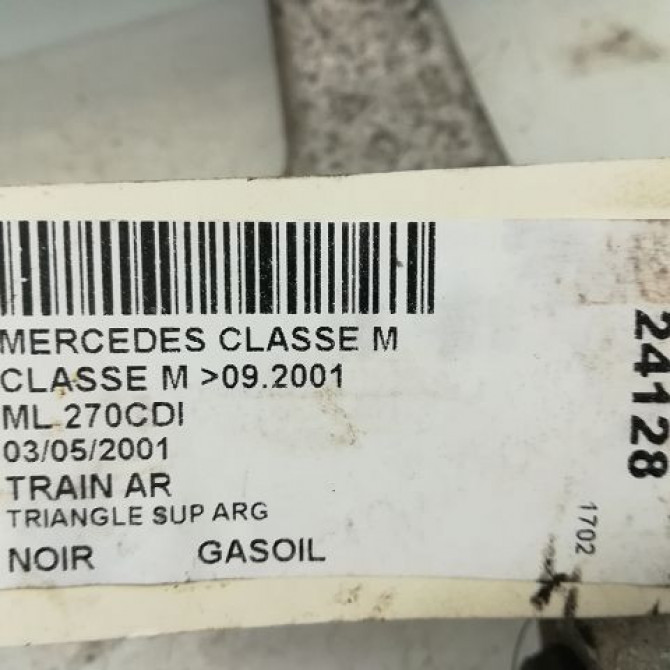 MERCEDES CLASSE M
CLASSE M >09.2001
ML 270CDI
03/05/2001
TRAIN AR
TRIANGLE SUP ARG
NOIR GASOIL
24128
1702